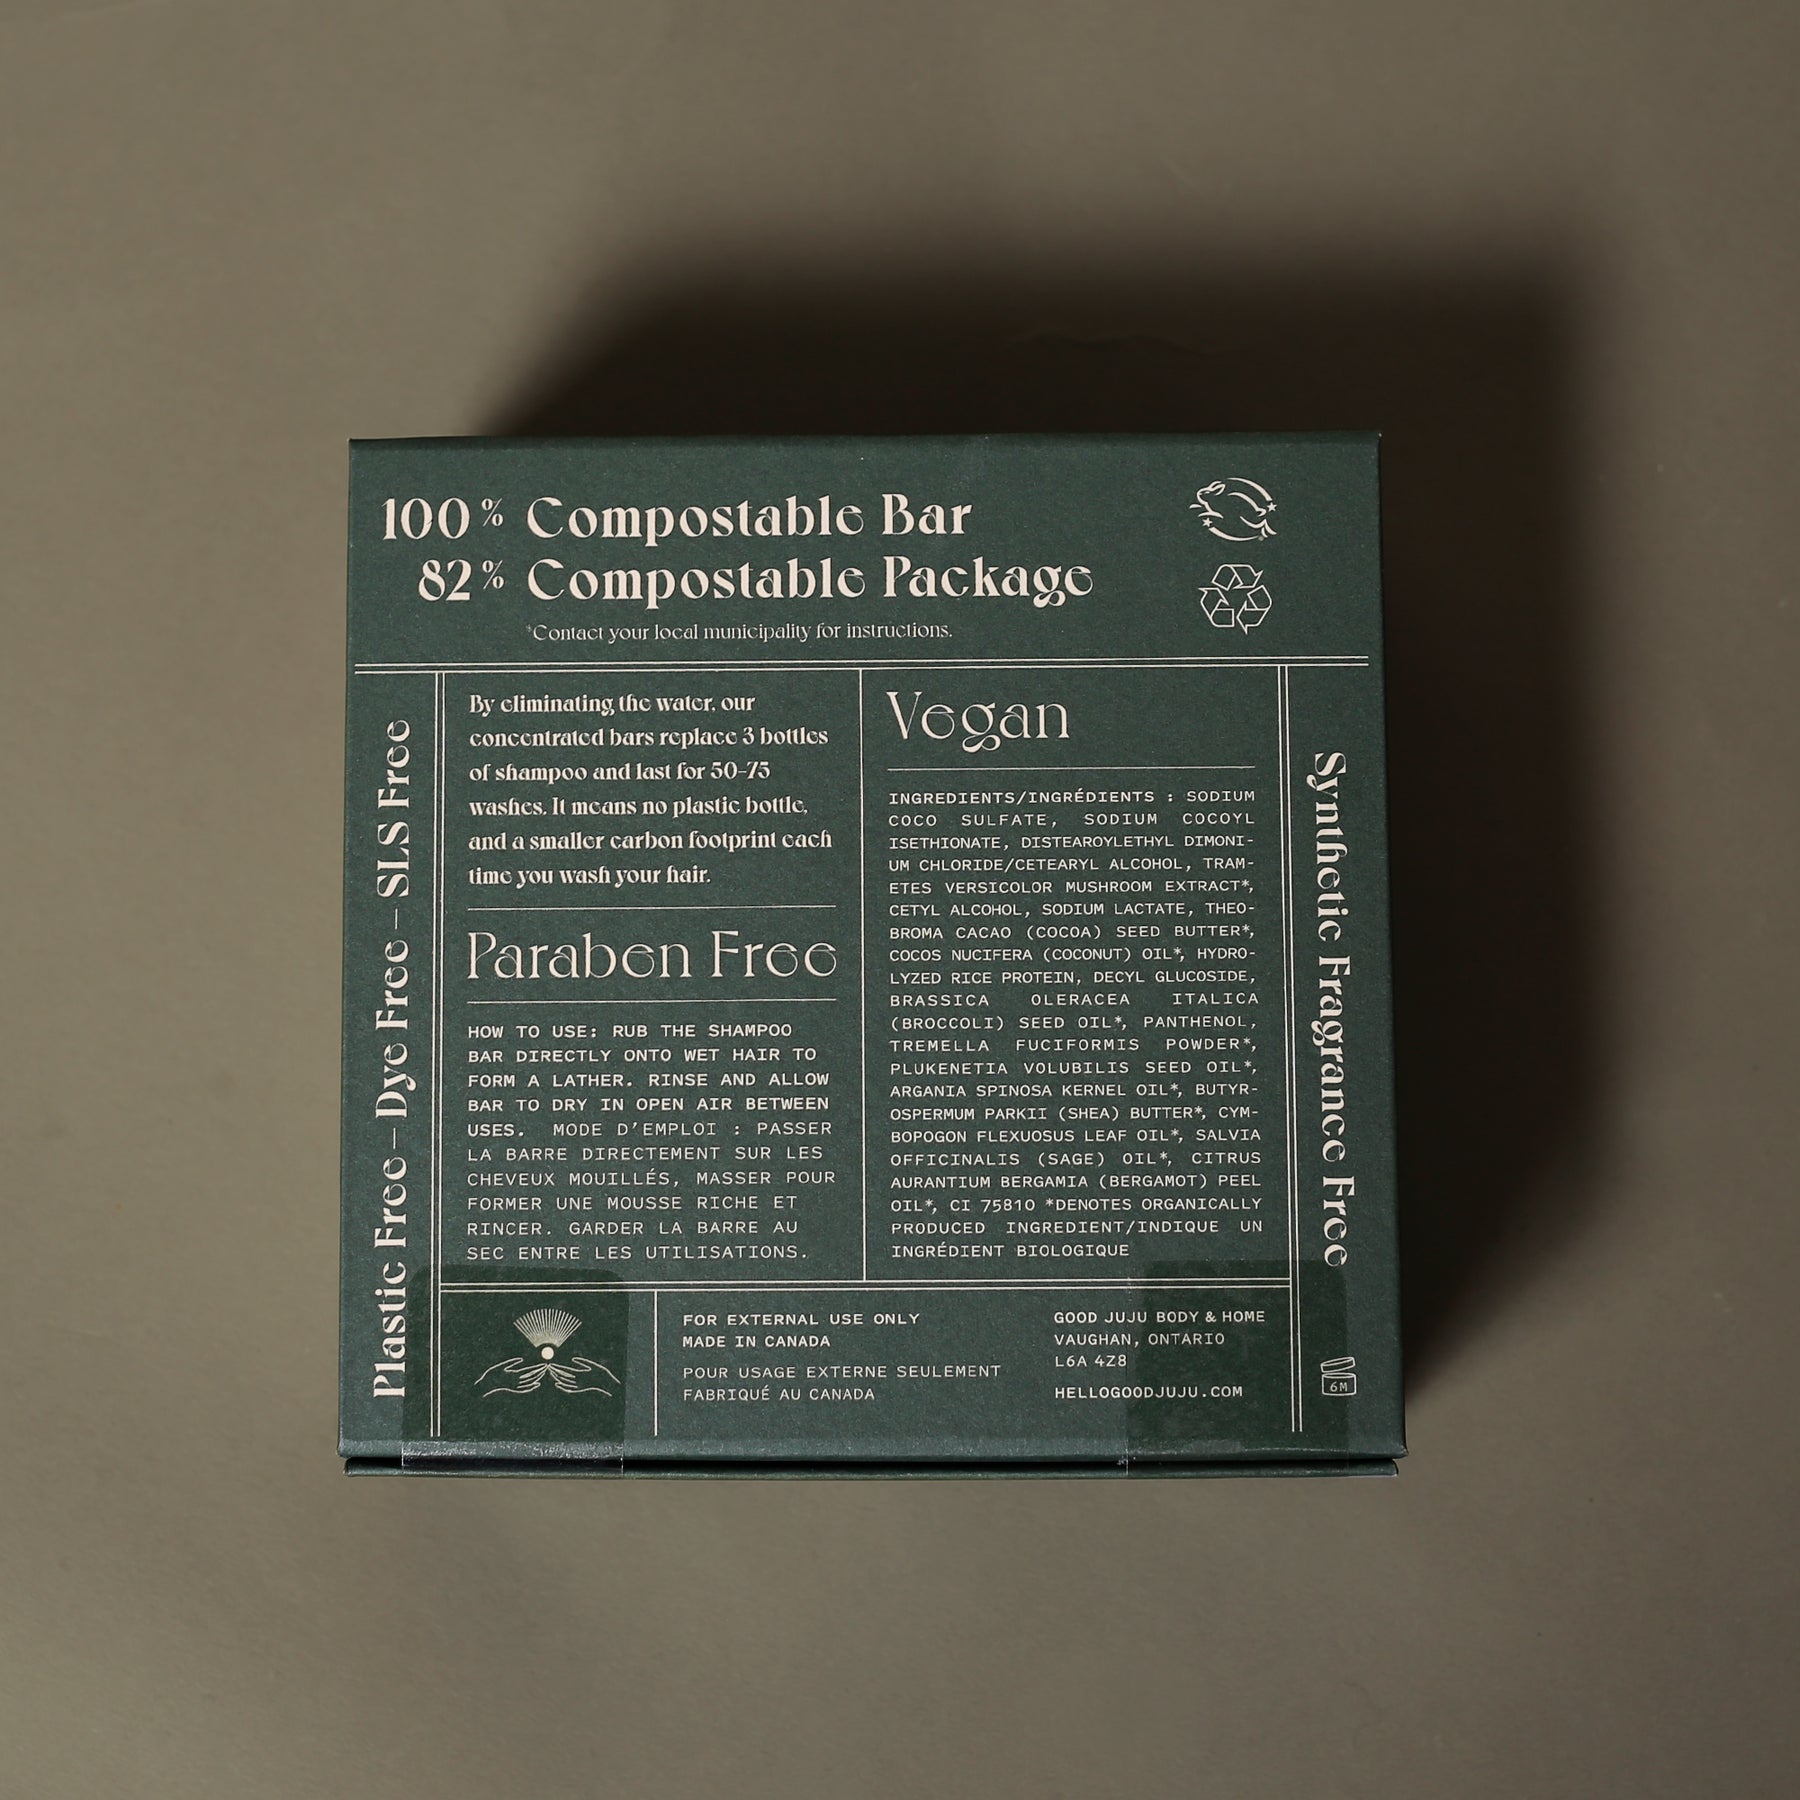 100% Compostable Bar
82% Compostable Package
*Contact your local municipality for instructions.
Plastic Free – Dye Free – SLS Free
By eliminating the water, our
concentrated bars replace 3 bottles
of shampoo and last for 50-75
washes. It means no plastic bottle,
and a smaller carbon footprint each
time you wash your hair.
Paraben Free
HOW TO USE: RUB THE SHAMPOO
BAR DIRECTLY ONTO WET HAIR TO
FORM A LATHER. RINSE AND ALLOW
BAR TO DRY IN OPEN AIR BETWEEN
USES. MODE D'EMPLOI : PASSER
LA BARRE DIRECTEMENT SUR LES
CHEVEUX MOUILLÉS, MASSER POUR
FORMER UNE MOUSSE RICHE ET
RINCER. GARDER LA BARRE AU
SEC ENTRE LES UTILISATIONS.
Vegan
INGREDIENTS/INGRÉDIENTS : SODIUM
COCO SULFATE, SODIUM COCOYL
ISETHIONATE, DISTEAROYLETHYL DIMONI-
UM CHLORIDE/CETEARYL ALCOHOL, TRAM-
ETES VERSICOLOR MUSHROOM EXTRACT*,
CETYL ALCOHOL, SODIUM LACTATE, THEO-
BROMA CACAO (COCOA) SEED BUTTER*,
COCOS NUCIFERA (COCONUT) OIL*, HYDRO-
LYZED RICE PROTEIN, DECYL GLUCOSIDE,
BRASSICA OLERACEA ITALICA
(BROCCOLI) SEED OIL*, PANTHENOL,
TREMELLA FUCIFORMIS POWDER*,
PLUKENETIA VOLUBILIS SEED OIL*,
ARGANIA SPINOSA KERNEL OIL*, BUTYR-
OSPERMUM PARKII (SHEA) BUTTER*, CYM-
BOPOGON FLEXUOSUS LEAF OIL*, SALVIA
OFFICINALIS (SAGE) OIL*, CITRUS
AURANTIUM BERGAMIA (BERGAMOT) PEEL
OIL*, CI 75810 *DENOTES ORGANICALLY
PRODUCED INGREDIENT/INDIQUE UN
INGRÉDIENT BIOLOGIQUE
Synthetic Fragrance Free
FOR EXTERNAL USE ONLY
MADE IN CANADA
POUR USAGE EXTERNE SEULEMENT
FABRIQUÉ AU CANADA
GOOD JUJU BODY & HOME
VAUGHAN, ONTARIO
L6A 4Z8
HELLOGOODJUJU.COM
6M